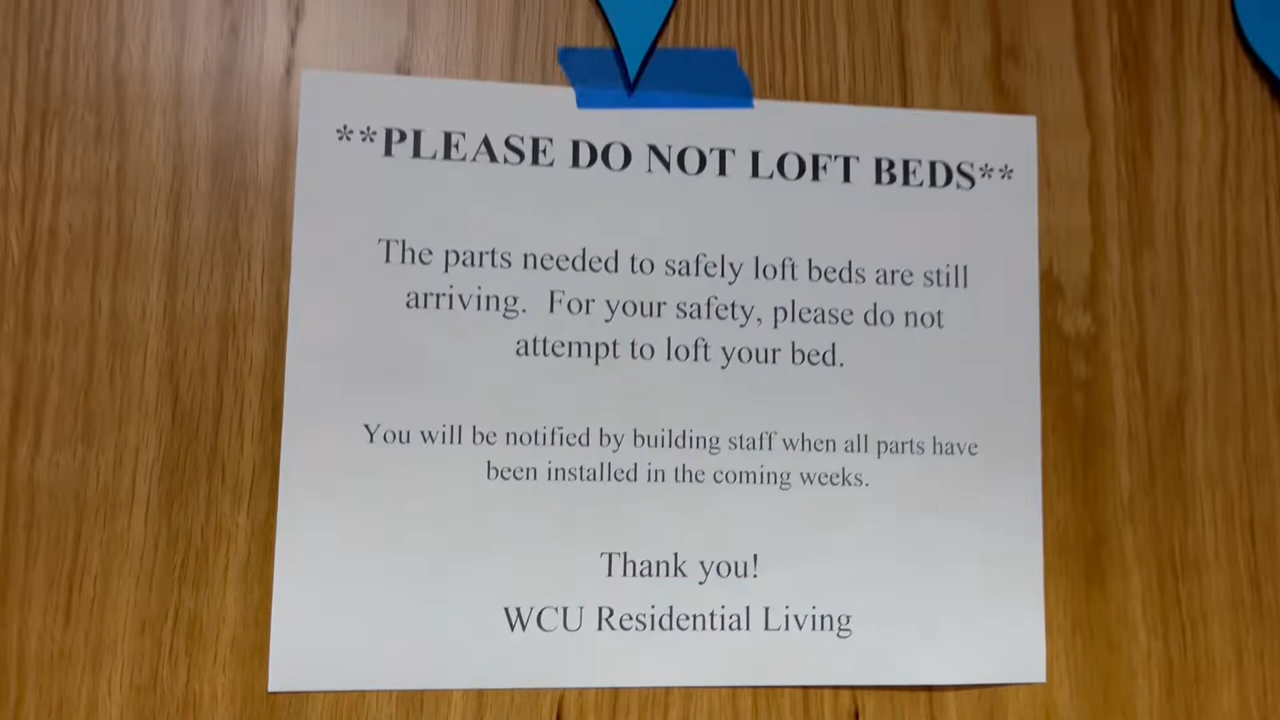 **PLEASE DO NOT LOFT BEDS**
The parts needed to safely loft beds are still
arriving.  For your safety, please do not
attempt to loft your bed.
You will be notified by building staff when all parts have
been installed in the coming weeks.
Thank you!
WCU Residential Living